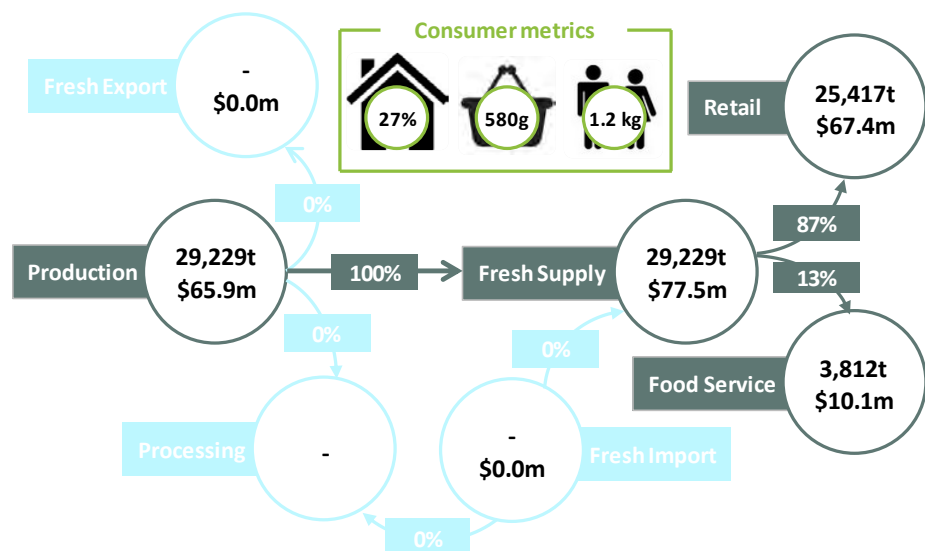 Consumer metrics
27%
580g
1.2 kg
Fresh Export
-
$0.0m
Retail
25,417t
$67.4m
0%
87%
Production
29,229t
$65.9m
100%
Fresh Supply
29,229t
$77.5m
13%
0%
0%
Food Service
3,812t
$10.1m
Processing
-
-
$0.0m
Fresh Import
0%